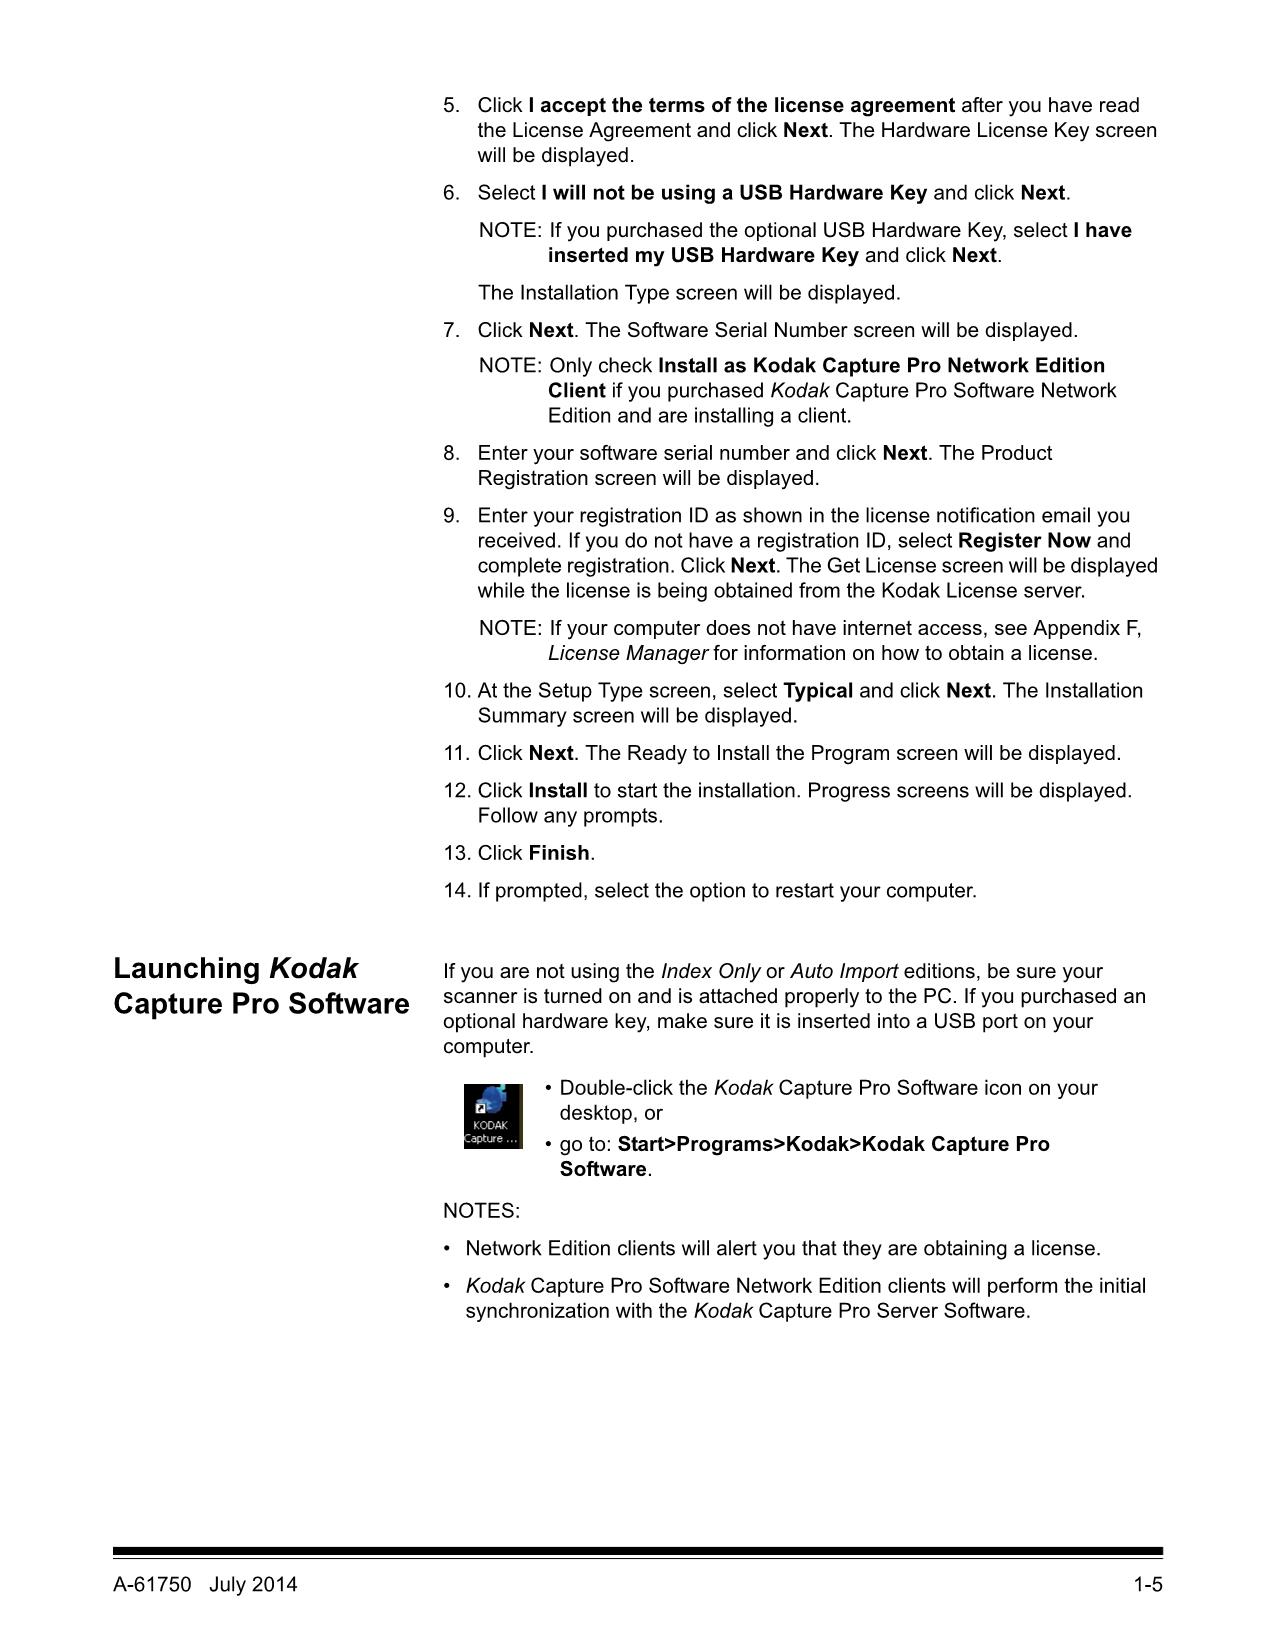 5. Click I accept the terms of the license agreement after you have read
the License Agreement and click Next. The Hardware License Key screen
will be displayed.
6. Select I will not be using a USB Hardware Key and click Next.
NOTE: If you purchased the optional USB Hardware Key, select I have
inserted my USB Hardware Key and click Next.
The Installation Type screen will be displayed.
7. Click Next. The Software Serial Number screen will be displayed.
NOTE: Only check Install as Kodak Capture Pro Network Edition
Client if you purchased Kodak Capture Pro Software Network
Edition and are installing a client.
8. Enter your software serial number and click Next. The Product
Registration screen will be displayed.
9. Enter your registration ID as shown in the license notification email you
received. If you do not have a registration ID, select Register Now and
complete registration. Click Next. The Get License screen will be displayed
while the license is being obtained from the Kodak License server.
NOTE: If your computer does not have internet access, see Appendix F,
License Manager for information on how to obtain a license.
10. At the Setup Type screen, select Typical and click Next. The Installation
Summary screen will be displayed.
11. Click Next. The Ready to Install the Program screen will be displayed.
12. Click Install to start the installation. Progress screens will be displayed.
Follow any prompts.
13. Click Finish.
14. If prompted, select the option to restart your computer.
Launching Kodak
Capture Pro Software
If you are not using the Index Only or Auto Import editions, be sure your
scanner is turned on and is attached properly to the PC. If you purchased an
optional hardware key, make sure it is inserted into a USB port on your
computer.
KODAK
Capture ...
• Double-click the Kodak Capture Pro Software icon on your
desktop, or
• go to: Start>Programs>Kodak>Kodak Capture Pro
Software.
NOTES:
• Network Edition clients will alert you that they are obtaining a license.
• Kodak Capture Pro Software Network Edition clients will perform the initial
synchronization with the Kodak Capture Pro Server Software.
A-61750 July 2014
1-5